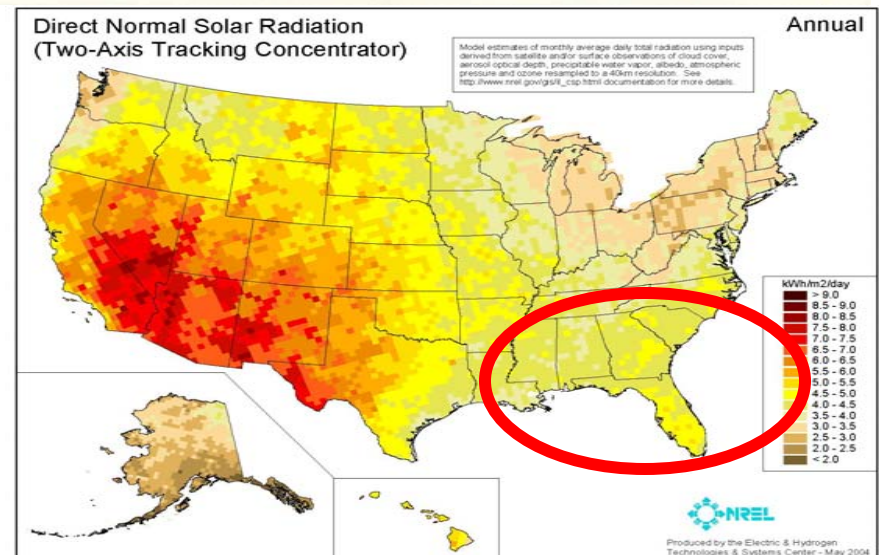 Direct Normal Solar Radiation
(Two-Axis Tracking Concentrator)
Annual
Model estimates of monthly average daily total radiation using inputs
derived from satellite and/or surface observations of cloud cover,
aerosol optical depth, precipitable water vapor, albedo, atmospheric
pressure and ozone resampled to a 40km resolution. See
http://www.nrel.gov/gis/il_csp.html documentation for more details.
kWh/m2/day
> 9.0
8.5 - 9.0
8.0 - 8.5
7.5 - 8.0
7.0 - 7.5
6.5 - 7.0
6.0 - 6.5
5.5 - 6.0
5.0 - 5.5
4.5 - 5.0
4.0 - 4.5
3.5 - 4.0
3.0 - 3.5
2.5 - 3.0
2.0 - 2.5
< 2.0
NREL
Produced by the Electric & Hydrogen
Technologies & Systems Center - May 2004